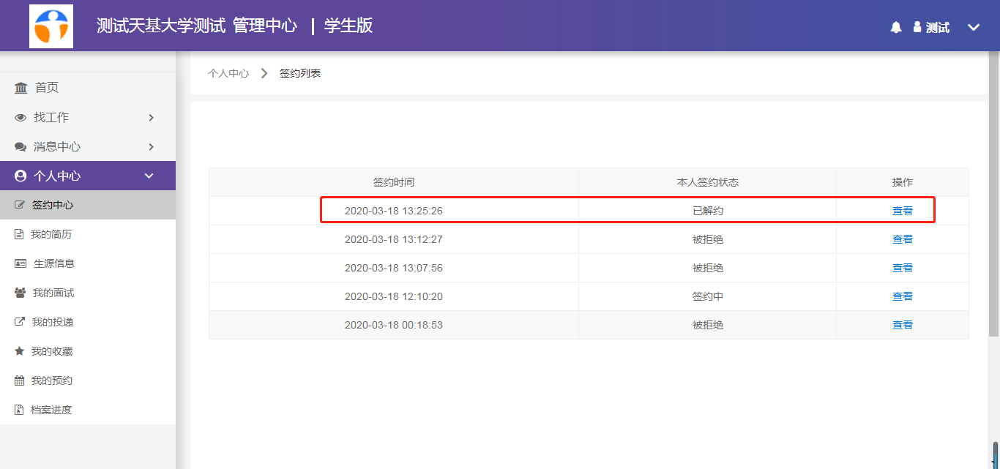 测试天基大学测试 管理中心 | 学生版
测试
首页
找工作
消息中心
个人中心
签约中心
我的简历
生源信息
我的面试
我的投递
我的收藏
我的预约
档案进度
个人中心 > 签约列表
签约时间 本人签约状态 操作
2020-03-18 13:25:26 已解约 查看
2020-03-18 13:12:27 被拒绝 查看
2020-03-18 13:07:56 被拒绝 查看
2020-03-18 12:10:20 签约中 查看
2020-03-18 00:18:53 被拒绝 查看